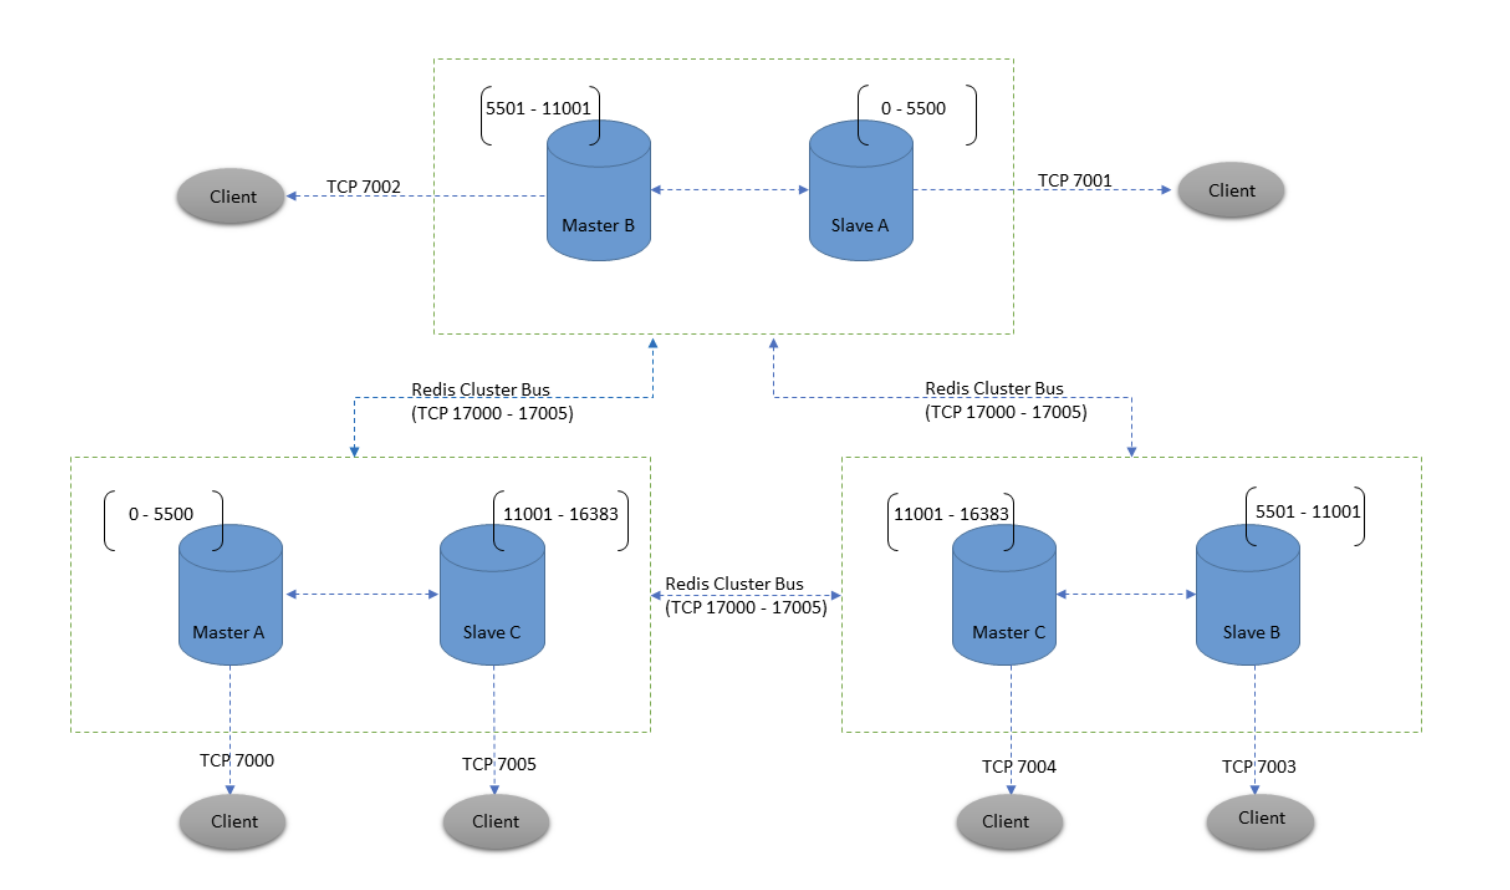 5501 - 11001
0 - 5500
Client
TCP 7002
Master B
Slave A
TCP 7001
Client
Redis Cluster Bus
(TCP 17000 - 17005)
Redis Cluster Bus
(TCP 17000 - 17005)
0 - 5500
11001 - 16383
11001 - 16383
5501 - 11001
Redis Cluster Bus
(TCP 17000 - 17005)
Master A
Slave C
Master C
Slave B
TCP 7000
TCP 7005
TCP 7004
TCP 7003
Client
Client
Client
Client